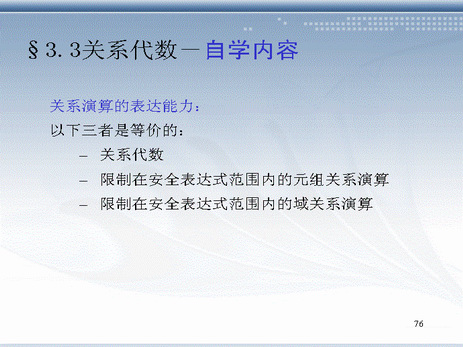 §3.3关系代数－自学内容
关系演算的表达能力：
以下三者是等价的：
– 关系代数
– 限制在安全表达式范围内的元组关系演算
– 限制在安全表达式范围内的域关系演算
76